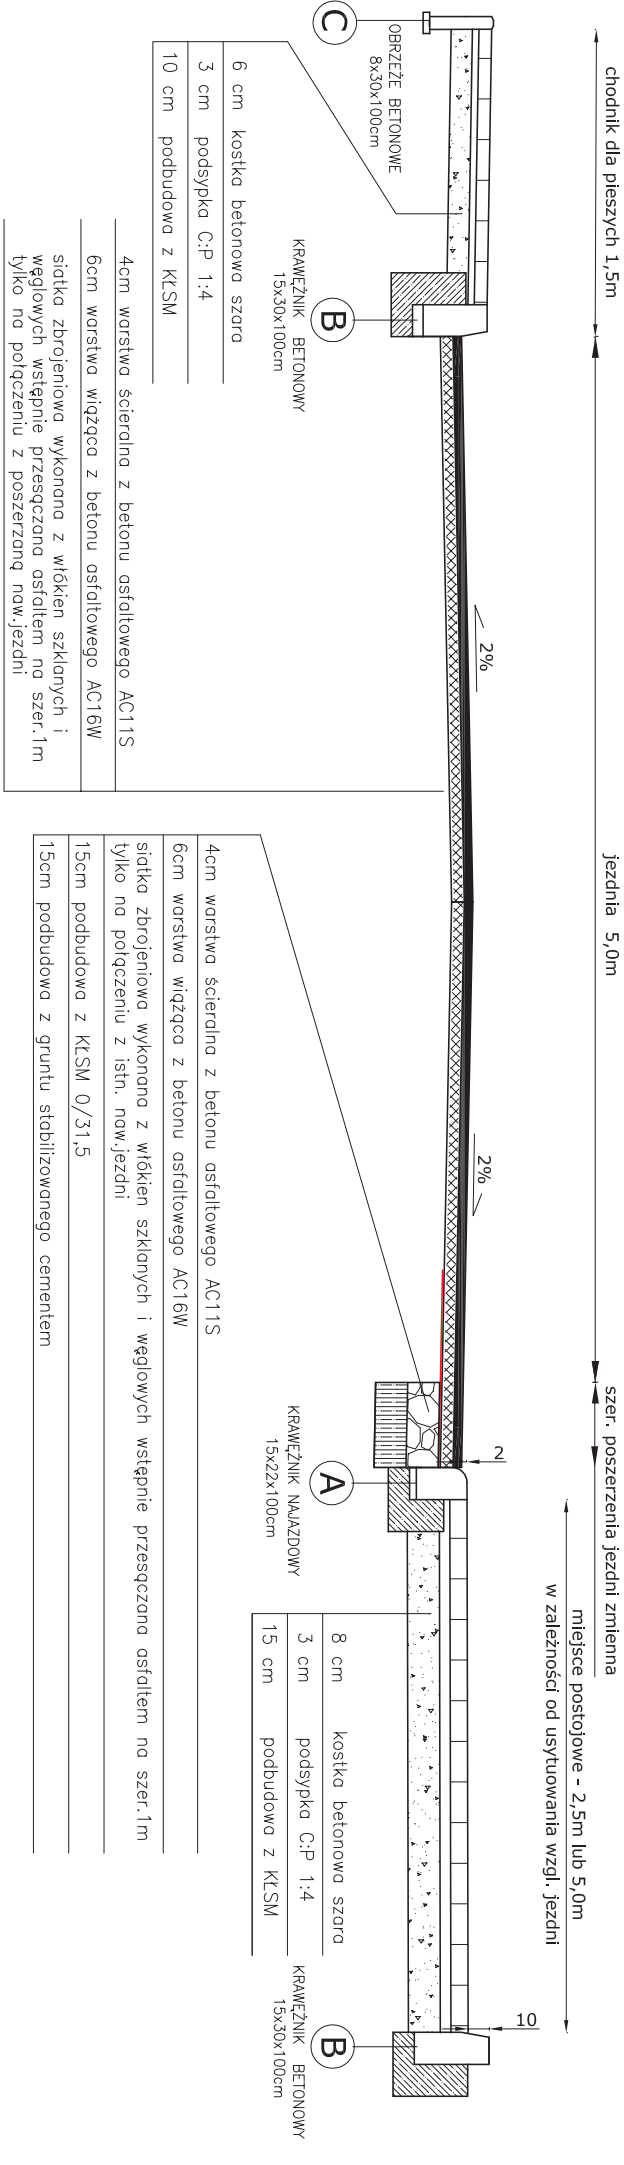 chodnik dla pieszych 1,5m
jezdnia 5,0m
szer. poszerzenia jezdni zmienna
miejsce postojowe - 2,5m lub 5,0m
w zależności od usytuowania wzgl. jezdni
2%
2%
2
10
C
OBRZEŻE BETONOWE
8x30x100cm
B
KRAWĘŻNIK BETONOWY
15x30x100cm
A
KRAWĘŻNIK NAJAZDOWY
15x22x100cm
B
KRAWĘŻNIK BETONOWY
15x30x100cm
6 cm kostka betonowa szara
3 cm podsypka C:P 1:4
10 cm podbudowa z KŁSM
4cm warstwa ścieralna z betonu asfaltowego AC11S
6cm warstwa wiążąca z betonu asfaltowego AC16W
siatka zbrojeniowa wykonana z włókien szklanych i
węglowych wstępnie przesączana asfaltem na szer.1m
tylko na połączeniu z poszerzaną naw.jezdni
4cm warstwa ścieralna z betonu asfaltowego AC11S
6cm warstwa wiążąca z betonu asfaltowego AC16W
siatka zbrojeniowa wykonana z włókien szklanych i węglowych wstępnie przesączana asfaltem na szer.1m
tylko na połączeniu z istn. naw.jezdni
15cm podbudowa z KŁSM 0/31,5
15cm podbudowa z gruntu stabilizowanego cementem
8 cm kostka betonowa szara
3 cm podsypka C:P 1:4
15 cm podbudowa z KŁSM